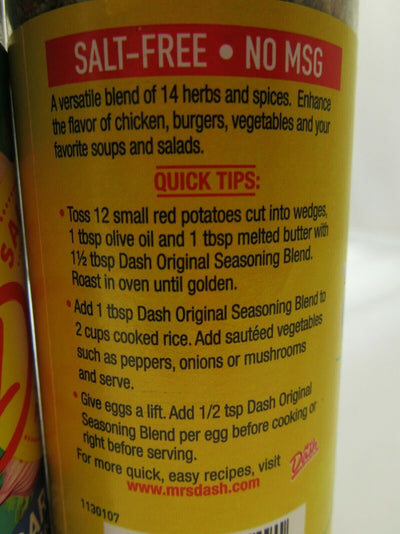 SALT-FREE • NO MSG
A versatile blend of 14 herbs and spices. Enhance
the flavor of chicken, burgers, vegetables and your
favorite soups and salads.
QUICK TIPS:
• Toss 12 small red potatoes cut into wedges,
1 tbsp olive oil and 1 tbsp melted butter with
1½ tbsp Dash Original Seasoning Blend.
Roast in oven until golden.
• Add 1 tbsp Dash Original Seasoning Blend to
2 cups cooked rice. Add sautéed vegetables
such as peppers, onions or mushrooms
and serve.
• Give eggs a lift. Add 1/2 tsp Dash Original
Seasoning Blend per egg before cooking or
right before serving.
For more quick, easy recipes, visit Dash
www.mrsdash.com
1130107